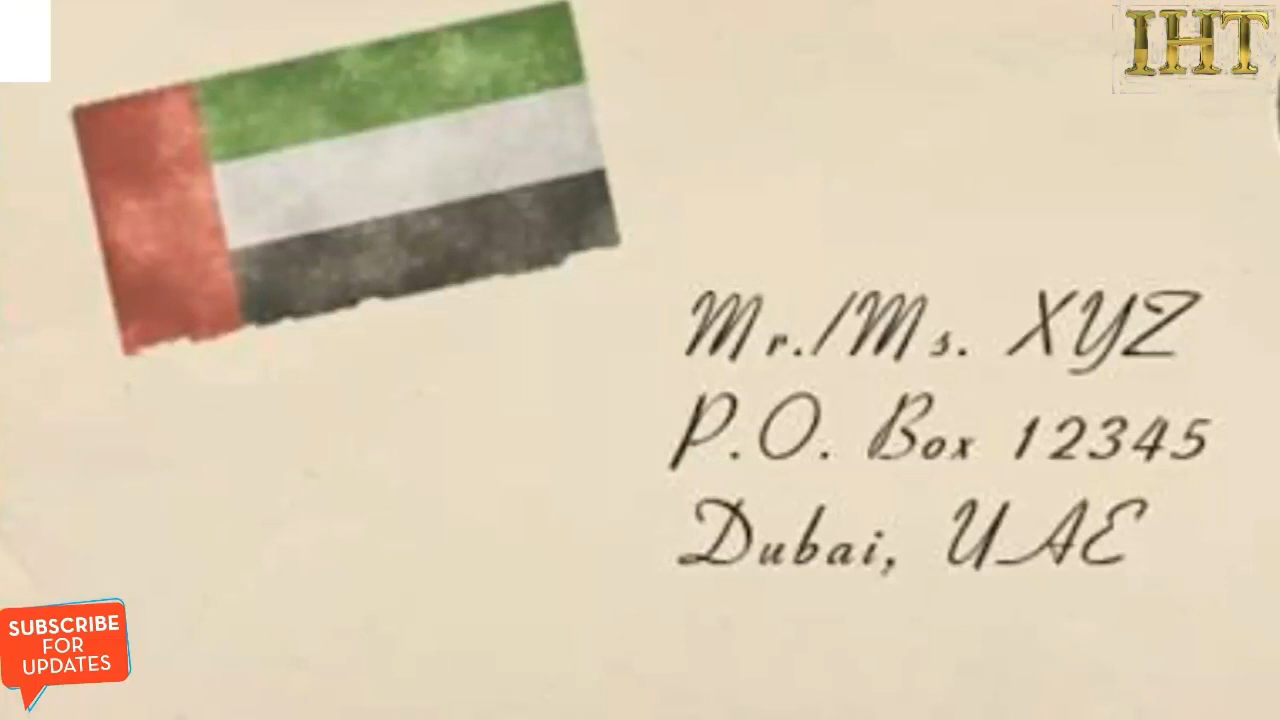 IHT
Mr./Ms. XYZ
P.O. Box 12345
Dubai, UAE
SUBSCRIBE
FOR
UPDATES